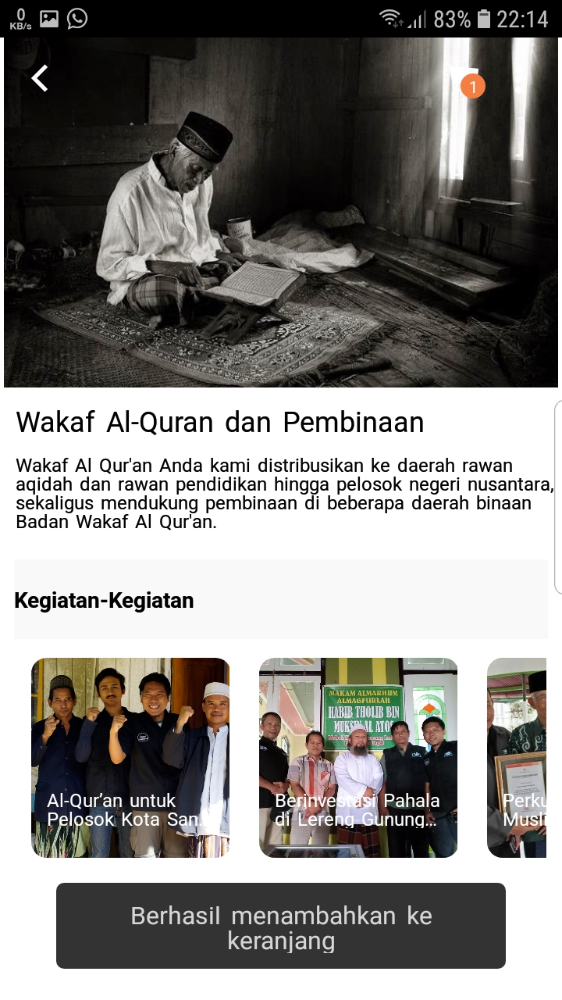 0
KB/s
83%
22:14
1
Wakaf Al-Quran dan Pembinaan
Wakaf Al Qur'an Anda kami distribusikan ke daerah rawan
aqidah dan rawan pendidikan hingga pelosok negeri nusantara,
sekaligus mendukung pembinaan di beberapa daerah binaan
Badan Wakaf Al Qur'an.
Kegiatan-Kegiatan
MAKAM ALMARHUM
ALMAGFURLAH
HABIB THOLIB BIN
Al-Qur’an untuk
Pelosok Kota San...
Berinvestasi Pahala
di Lereng Gunung...
Perku
Musli
Berhasil menambahkan ke
keranjang